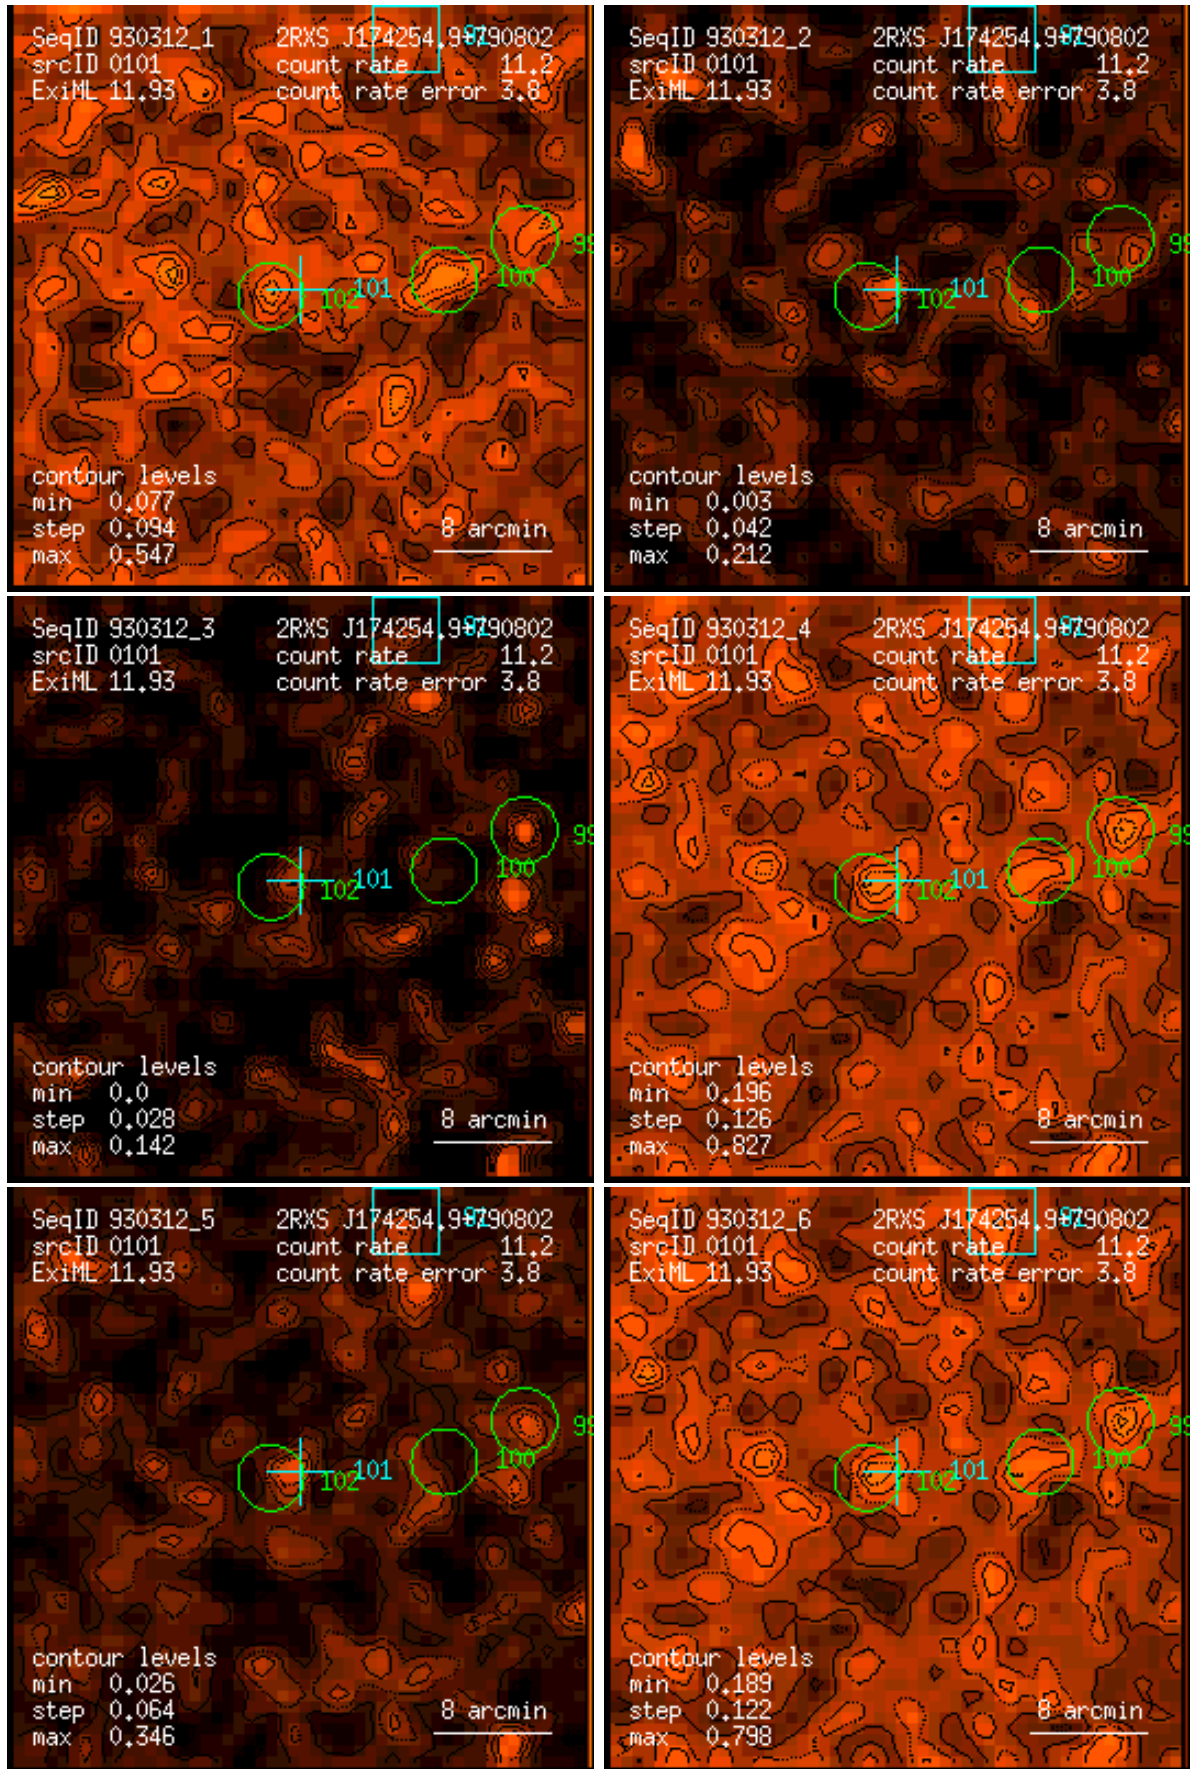 SeqID 930312_1 2RXS J174254.9+790802
srcID 0101 count rate 11.2
ExiML 11.93 count rate error 3.8
99
100
102 101
contour levels
min 0.077
step 0.094 8 arcmin
max 0.547
SeqID 930312_2 2RXS J174254.9+790802
srcID 0101 count rate 11.2
ExiML 11.93 count rate error 3.8
100
102 101
contour levels
min 0.003
step 0.042 8 arcmin
max 0.212
SeqID 930312_3 2RXS J174254.9+790802
srcID 0101 count rate 11.2
ExiML 11.93 count rate error 3.8
99
100
102 101
contour levels
min 0.0
step 0.028 8 arcmin
max 0.142
SeqID 930312_4 2RXS J174254.9+790802
srcID 0101 count rate 11.2
ExiML 11.93 count rate error 3.8
100
102 101
contour levels
min 0.196
step 0.126 8 arcmin
max 0.827
SeqID 930312_5 2RXS J174254.9+790802
srcID 0101 count rate 11.2
ExiML 11.93 count rate error 3.8
99
100
102 101
contour levels
min 0.026
step 0.064 8 arcmin
max 0.346
SeqID 930312_6 2RXS J174254.9+790802
srcID 0101 count rate 11.2
ExiML 11.93 count rate error 3.8
100
102 101
contour levels
min 0.189
step 0.122 8 arcmin
max 0.798